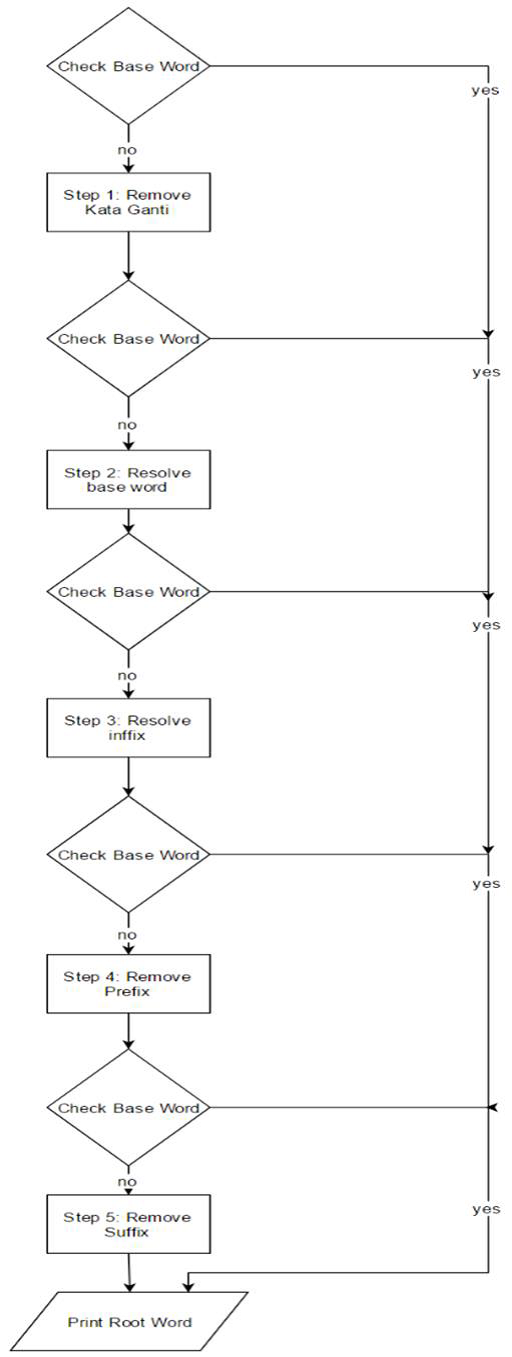 Check Base Word
yes
no
Step 1: Remove
Kata Ganti
Check Base Word
yes
no
Step 2: Resolve
base word
Check Base Word
yes
no
Step 3: Resolve
inffix
Check Base Word
yes
no
Step 4: Remove
Prefix
Check Base Word
no
yes
Step 5: Remove
Suffix
Print Root Word